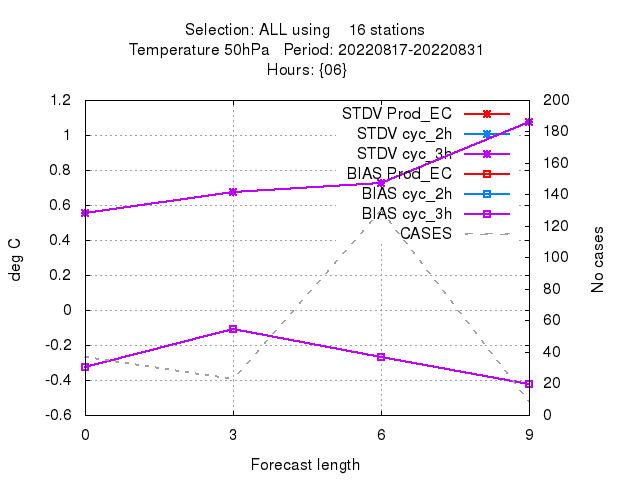 Selection: ALL using    16 stations
Temperature 50hPa   Period: 20220817-20220831
Hours: {06}
1.2
1
0.8
0.6
0.4
0.2
0
-0.2
-0.4
-0.6
deg C
STDV Prod_EC
STDV cyc_2h
STDV cyc_3h
BIAS Prod_EC
BIAS cyc_2h
BIAS cyc_3h
CASES
200
180
160
140
120
100
80
60
40
20
0
No cases
0 3 6 9
Forecast length